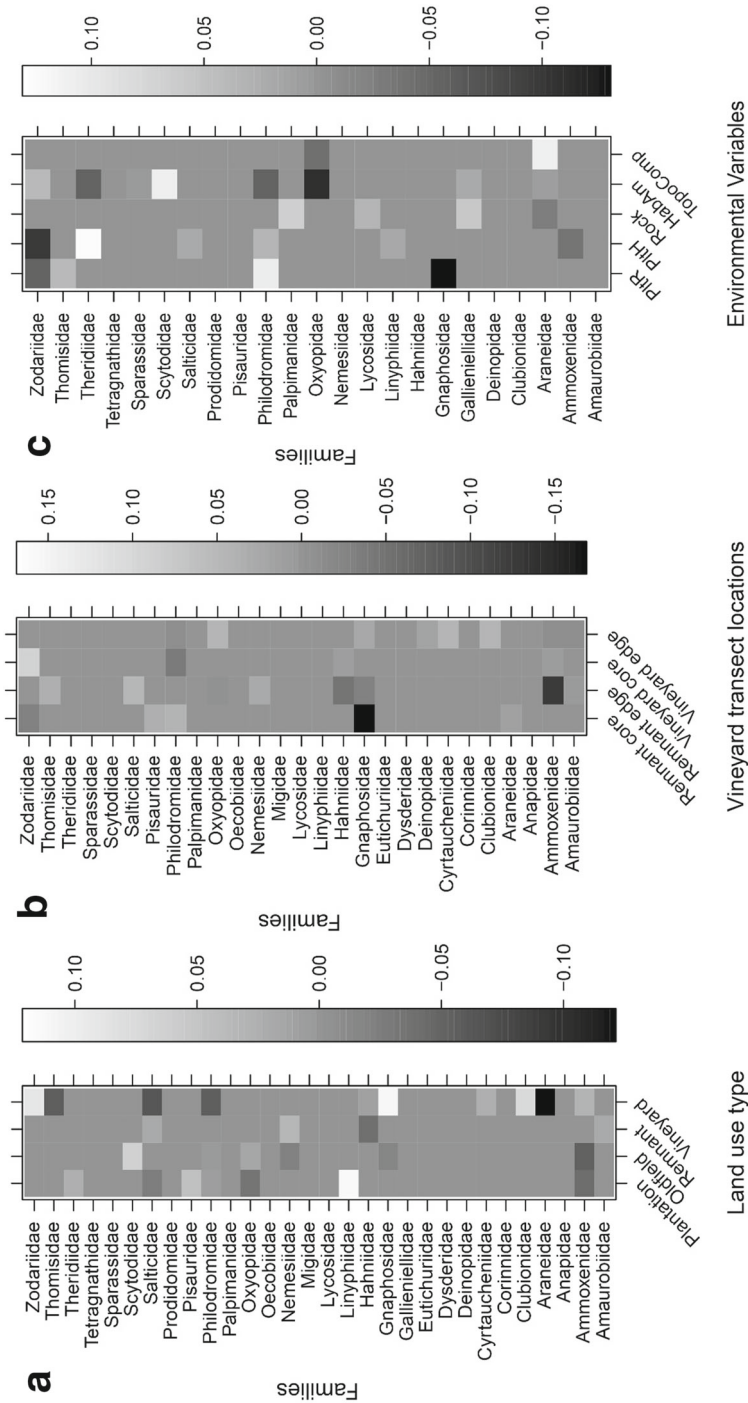 a
Families
Zodariidae
Thomisidae
Theridiidae
Tetragnathidae
Sparassidae
Scytodidae
Salticidae
Prodidomidae
Pisauridae
Philodromidae
Palpimanidae
Oxyopidae
Oecobiidae
Nemesiidae
Migidae
Lycosidae
Linyphiidae
Hahniidae
Gnaphosidae
Gallieniellidae
Eutichuriidae
Dysderidae
Deinopidae
Cyrtaucheniidae
Corinnidae
Clubionidae
Araneidae
Anapidae
Ammoxenidae
Amaurobiidae
Plantation
Oldfield
Remnant
Vineyard
0.10
0.05
0.00
−0.05
−0.10
Land use type
b
Families
Zodariidae
Thomisidae
Theridiidae
Sparassidae
Scytodidae
Salticidae
Pisauridae
Philodromidae
Palpimanidae
Oxyopidae
Oecobiidae
Nemesiidae
Migidae
Lycosidae
Linyphiidae
Hahniidae
Gnaphosidae
Eutichuridae
Dysderidae
Deinopidae
Cyrtaucheniidae
Corinnidae
Clubionidae
Araneidae
Anapidae
Ammoxenidae
Amaurobiidae
Remnant core
Remnant edge
Vineyard core
Vineyard edge
0.15
0.10
0.05
0.00
−0.05
−0.10
−0.15
Vineyard transect locations
c
Families
Zodariidae
Thomisidae
Theridiidae
Tetragnathidae
Sparassidae
Scytodidae
Salticidae
Prodidomidae
Pisauridae
Philodromidae
Palpimanidae
Oxyopidae
Nemesiidae
Lycosidae
Linyphiidae
Hahniidae
Gnaphosidae
Gallieniellidae
Deinopidae
Clubionidae
Araneidae
Ammoxenidae
Amaurobiidae
PltR
PltH
Rock
HabAm
TopoComp
0.10
0.05
0.00
−0.05
−0.10
Environmental Variables